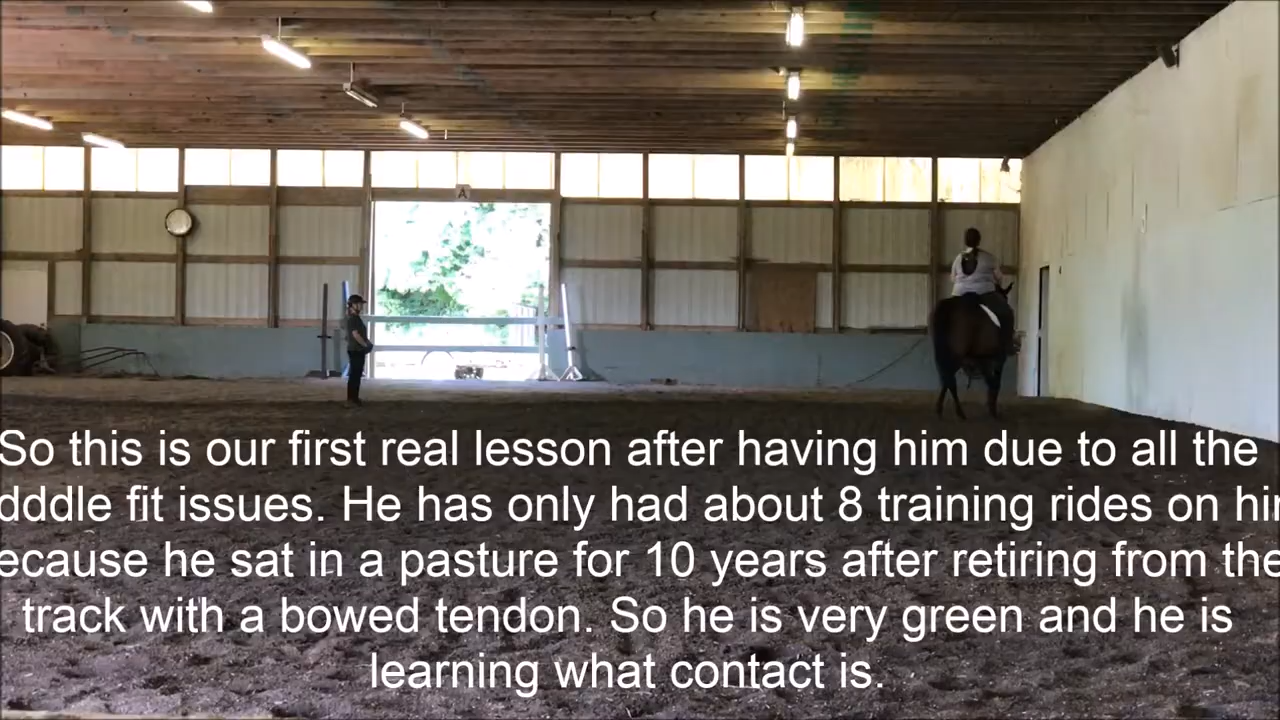 A
So this is our first real lesson after having him due to all the
dddle fit issues. He has only had about 8 training rides on hi
ecause he sat in a pasture for 10 years after retiring from the
track with a bowed tendon. So he is very green and he is
learning what contact is.